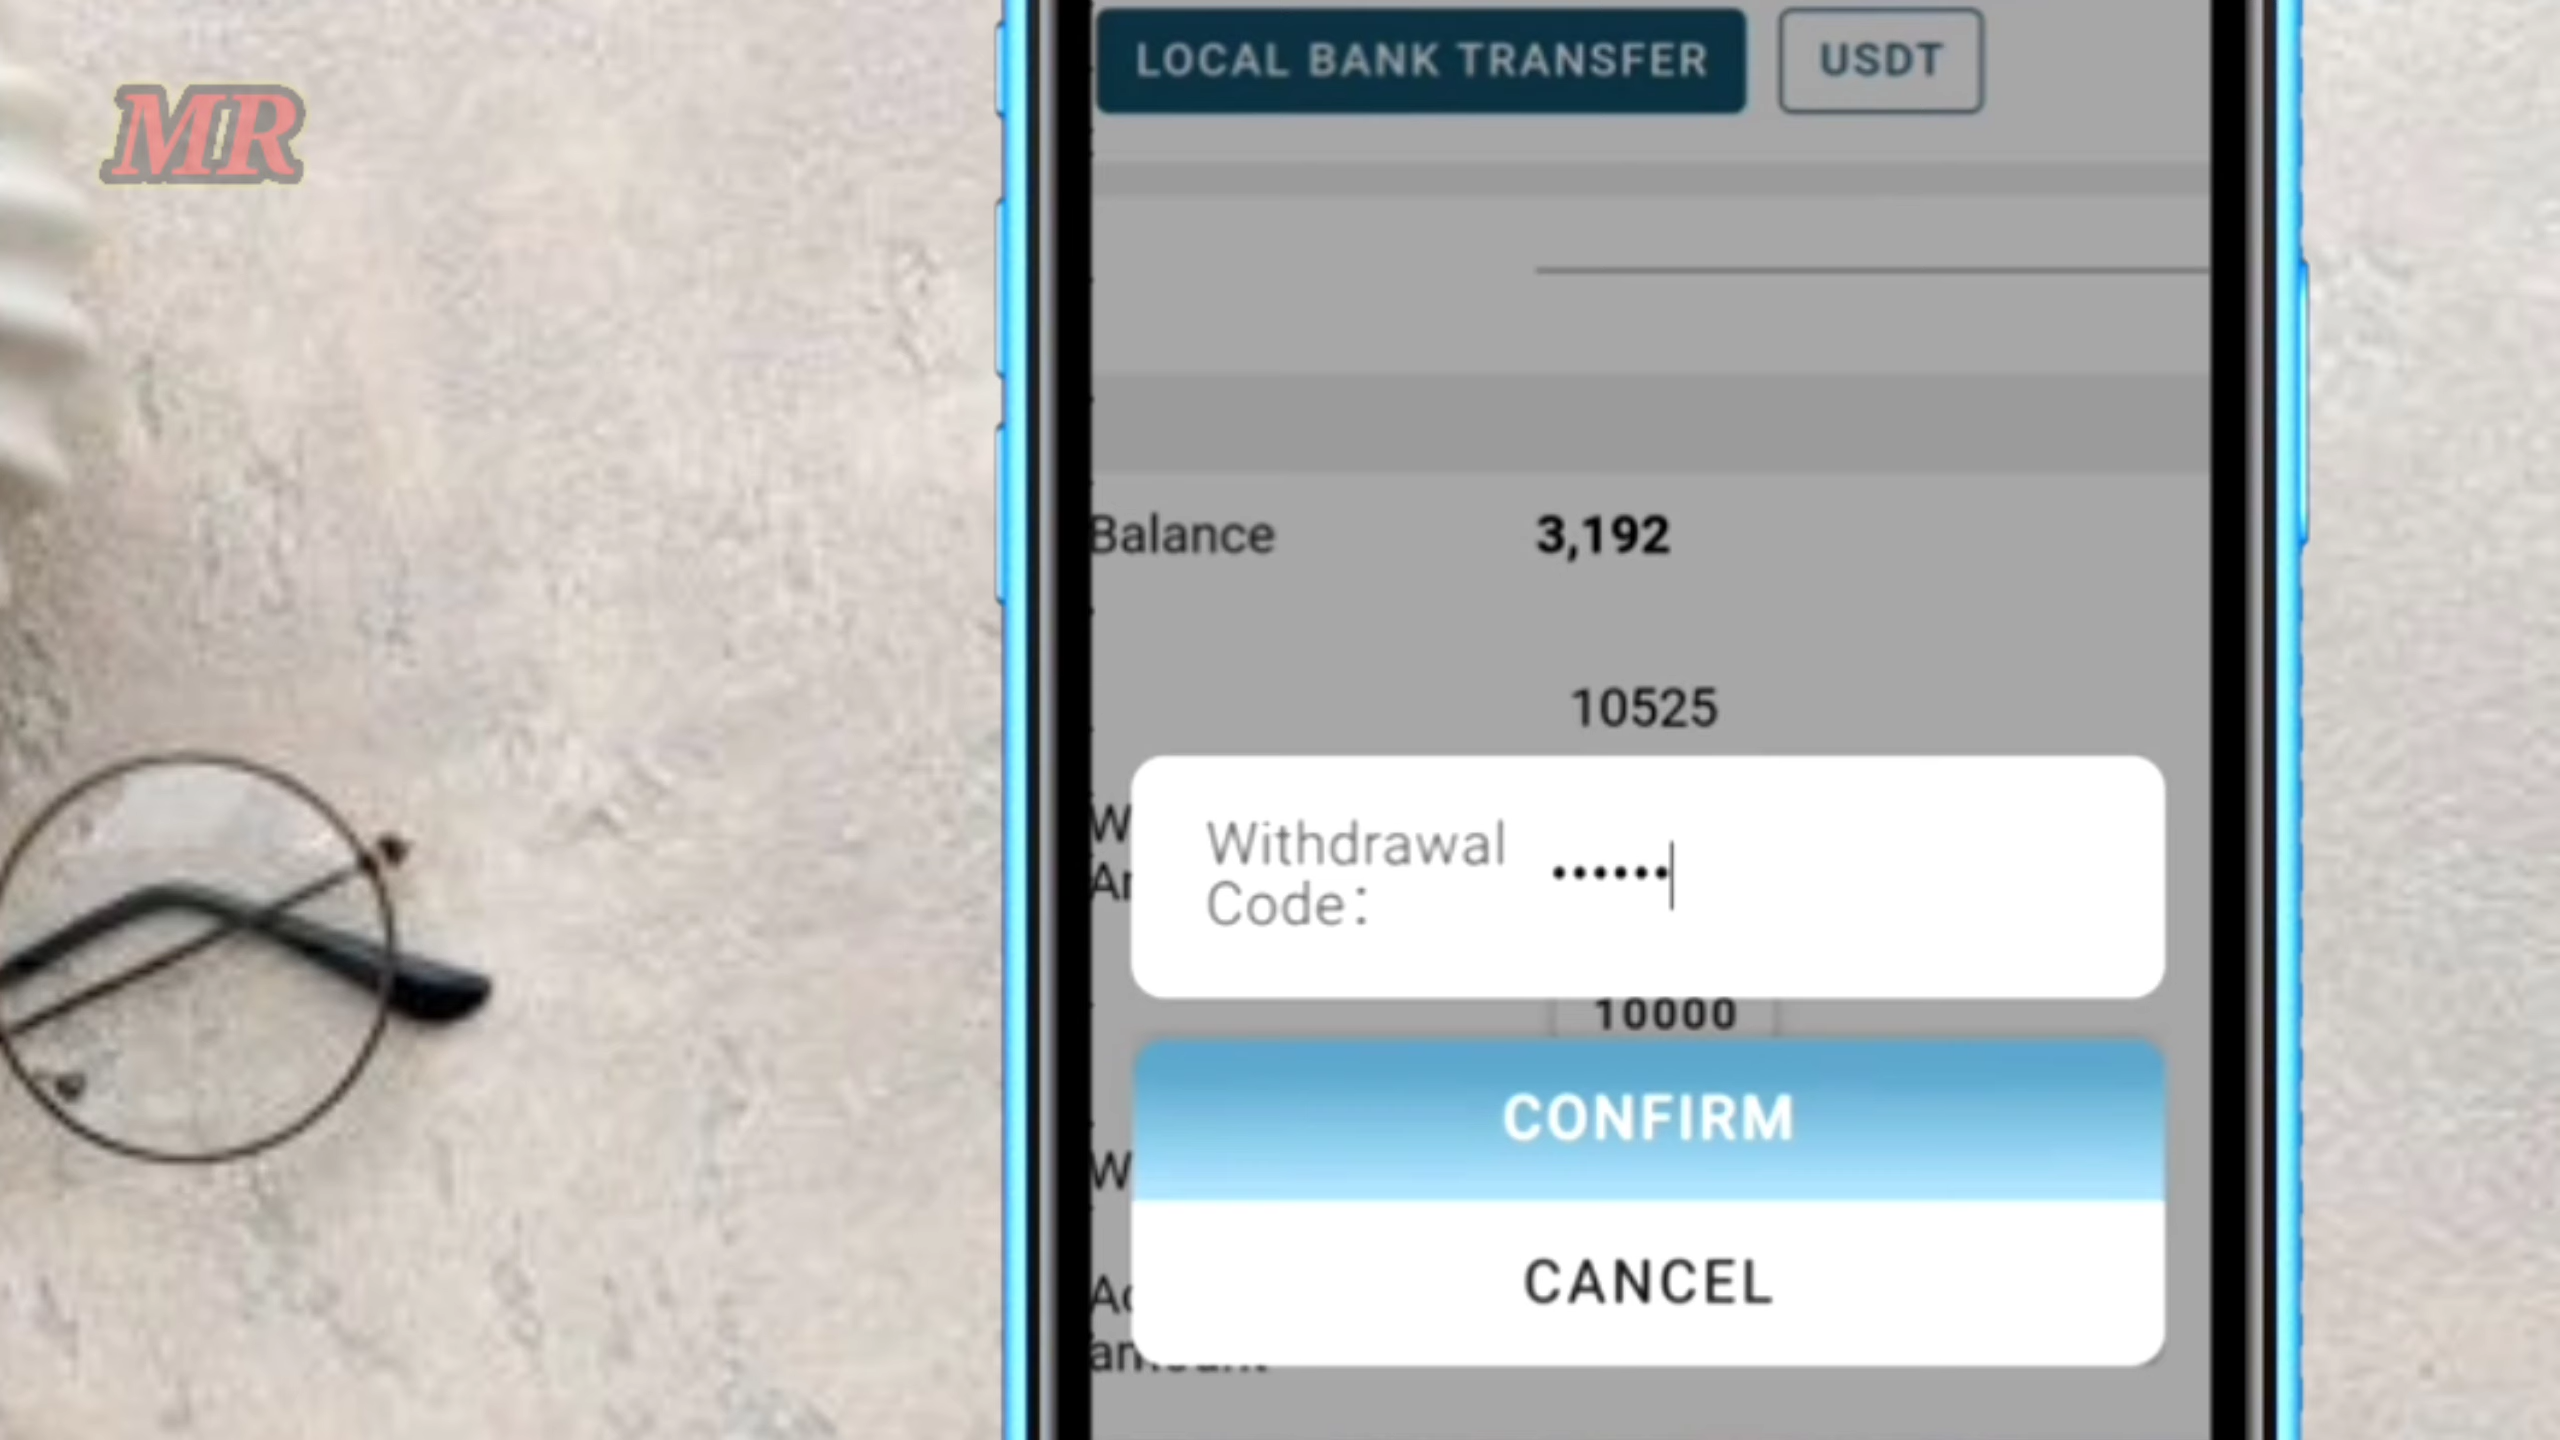 MR
LOCAL BANK TRANSFER USDT
Balance 3,192
10525
Withdrawal
Code:
••••••
10000
CONFIRM
CANCEL